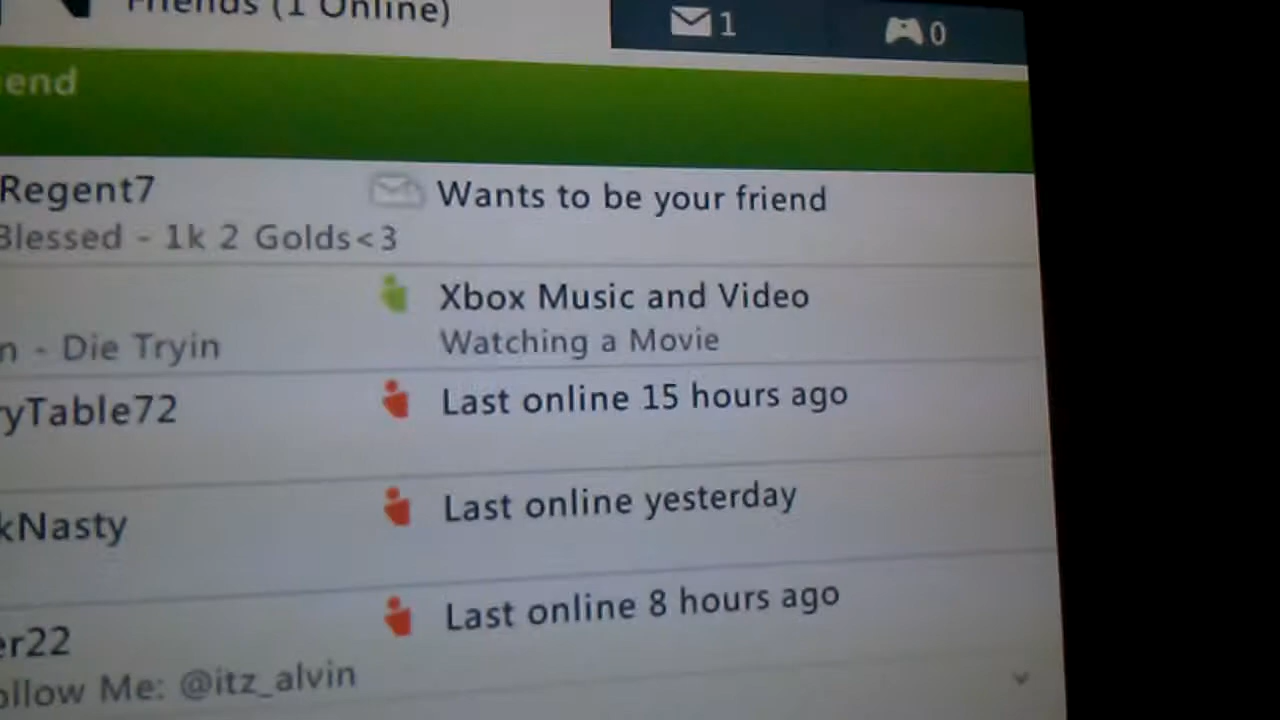 Friends (1 Online)
1
0
iend
Regent7
Wants to be your friend
Blessed - 1k 2 Golds<3
Xbox Music and Video
n - Die Tryin
Watching a Movie
yTable72
Last online 15 hours ago
kNasty
Last online yesterday
er22
Last online 8 hours ago
ollow Me: @itz_alvin